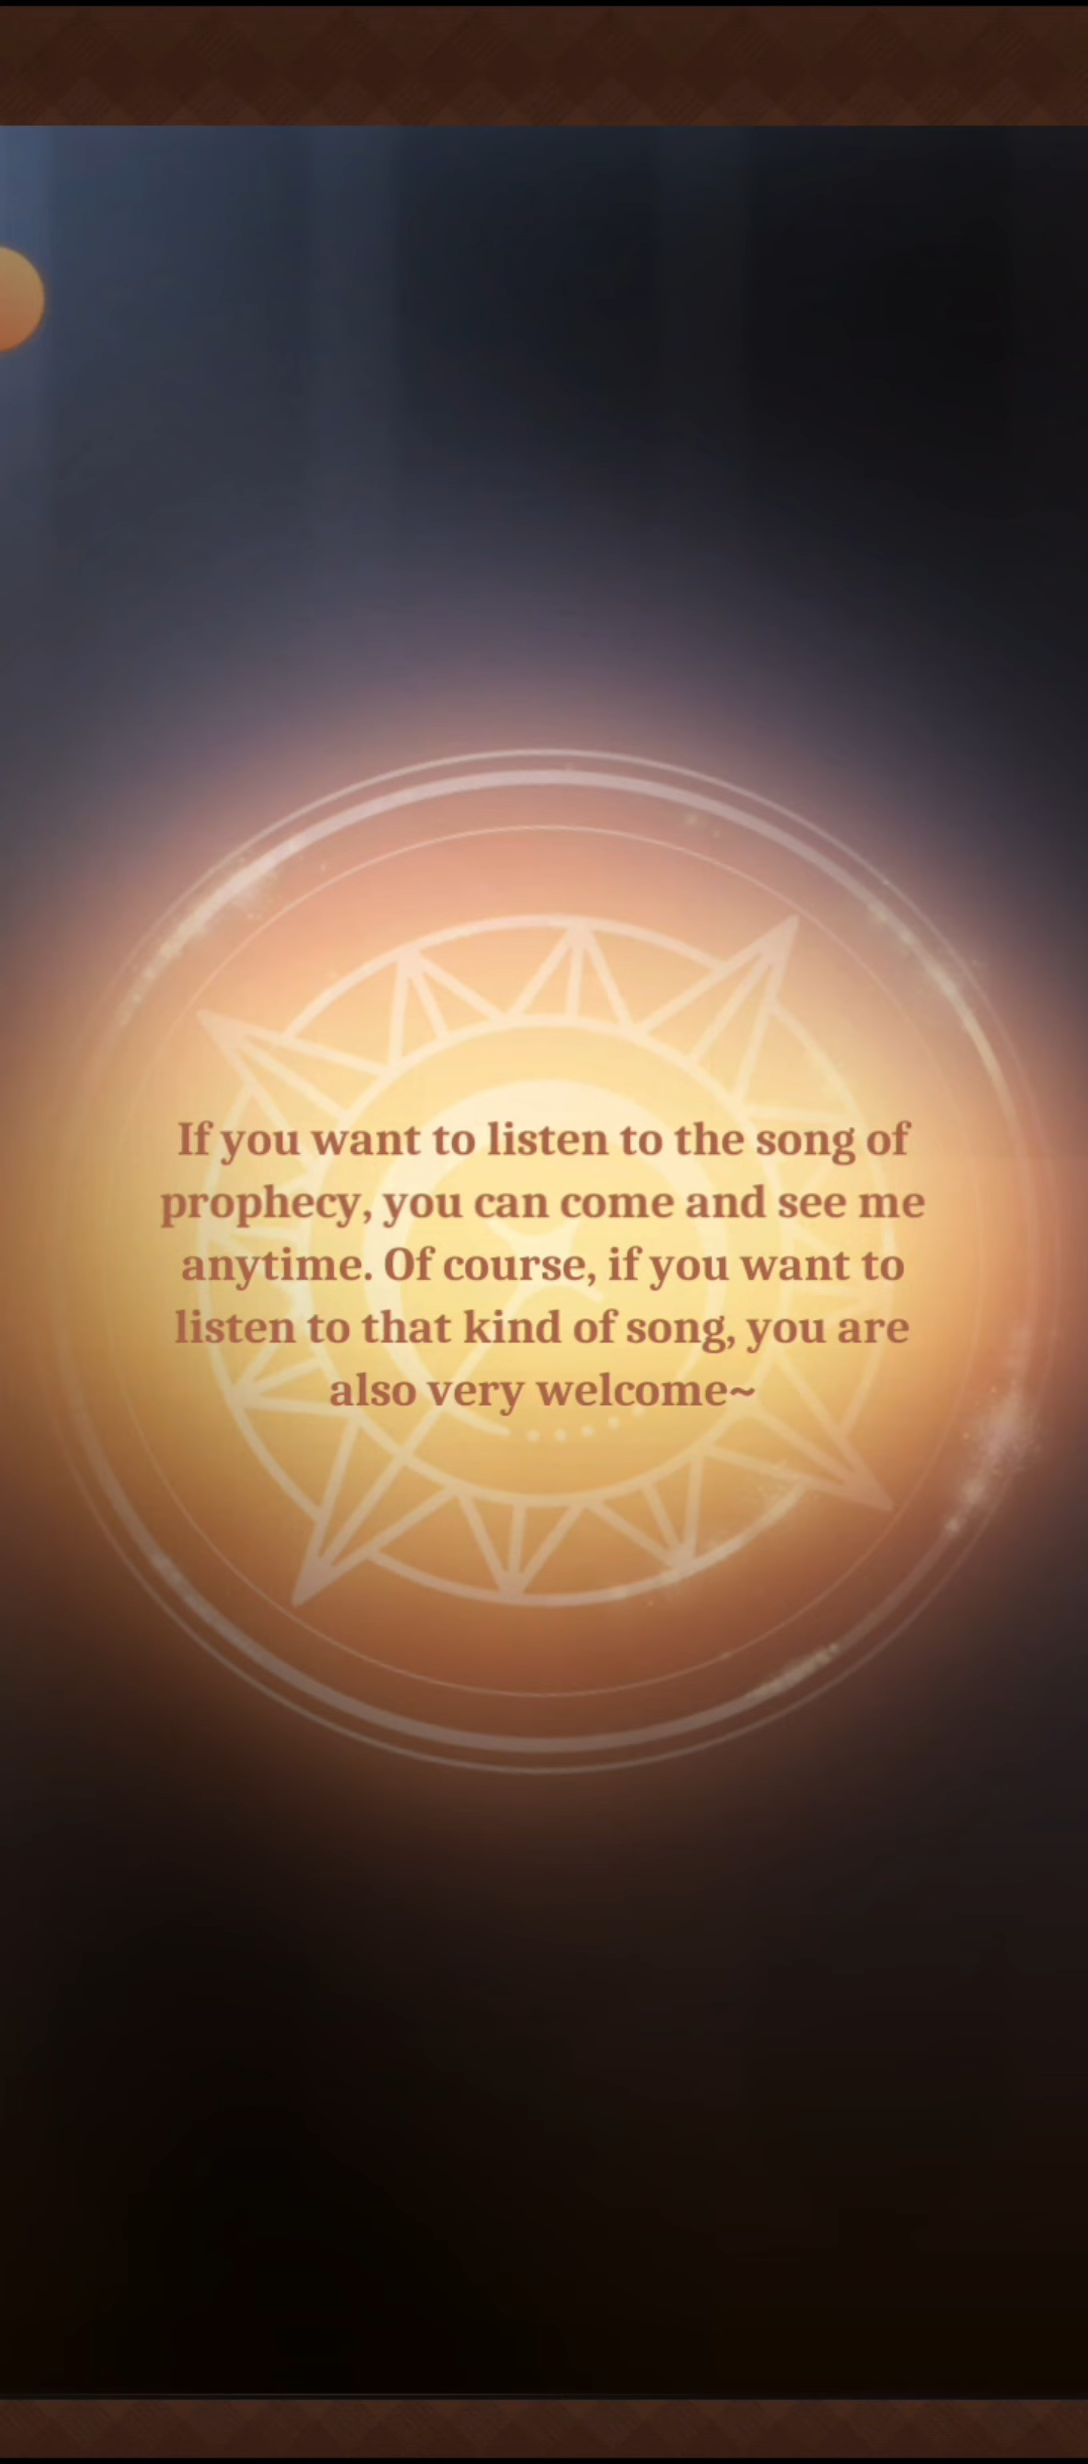 If you want to listen to the song of
prophecy, you can come and see me
anytime. Of course, if you want to
listen to that kind of song, you are
also very welcome~